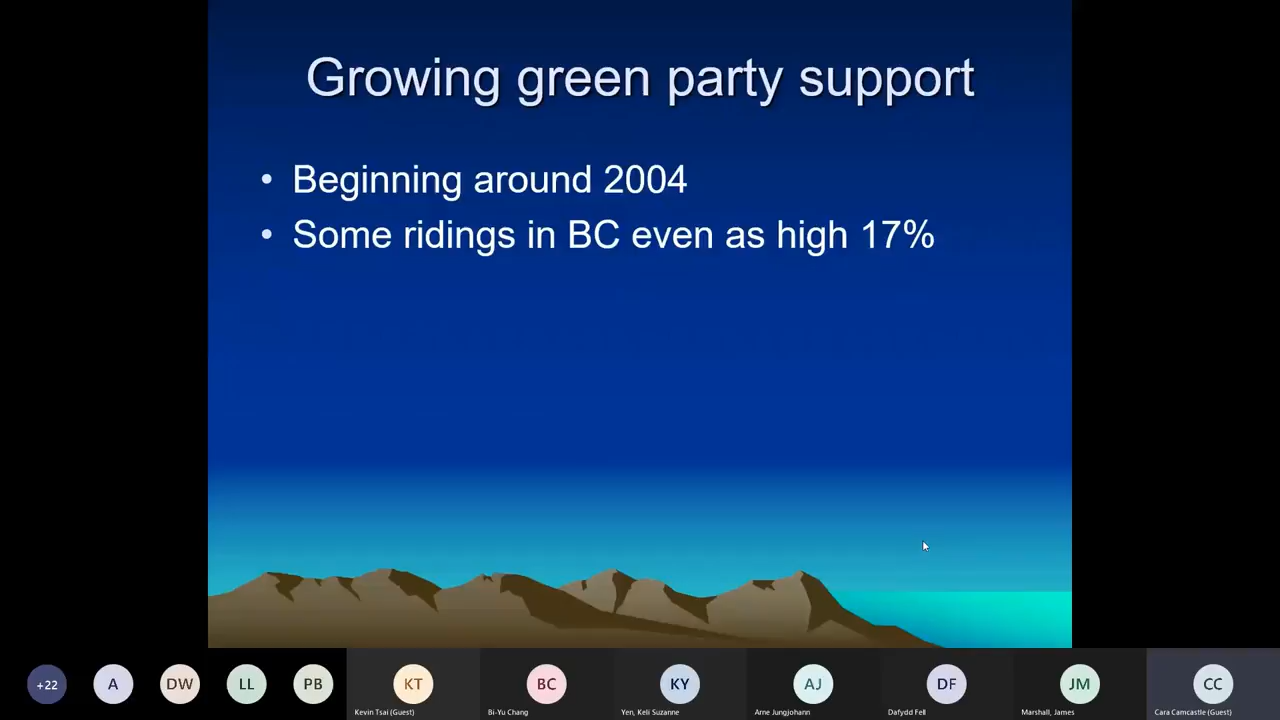 Growing green party support
• Beginning around 2004
• Some ridings in BC even as high 17%
+22
A
DW
LL
PB
KT
BC
KY
AJ
DF
JM
CC
Kevin Tsai (Guest)
Bi-Yu Chang
Yen, Keli Suzanne
Arne Jungjohann
Dafydd Fell
Marshall, James
Cara Camcastle (Guest)